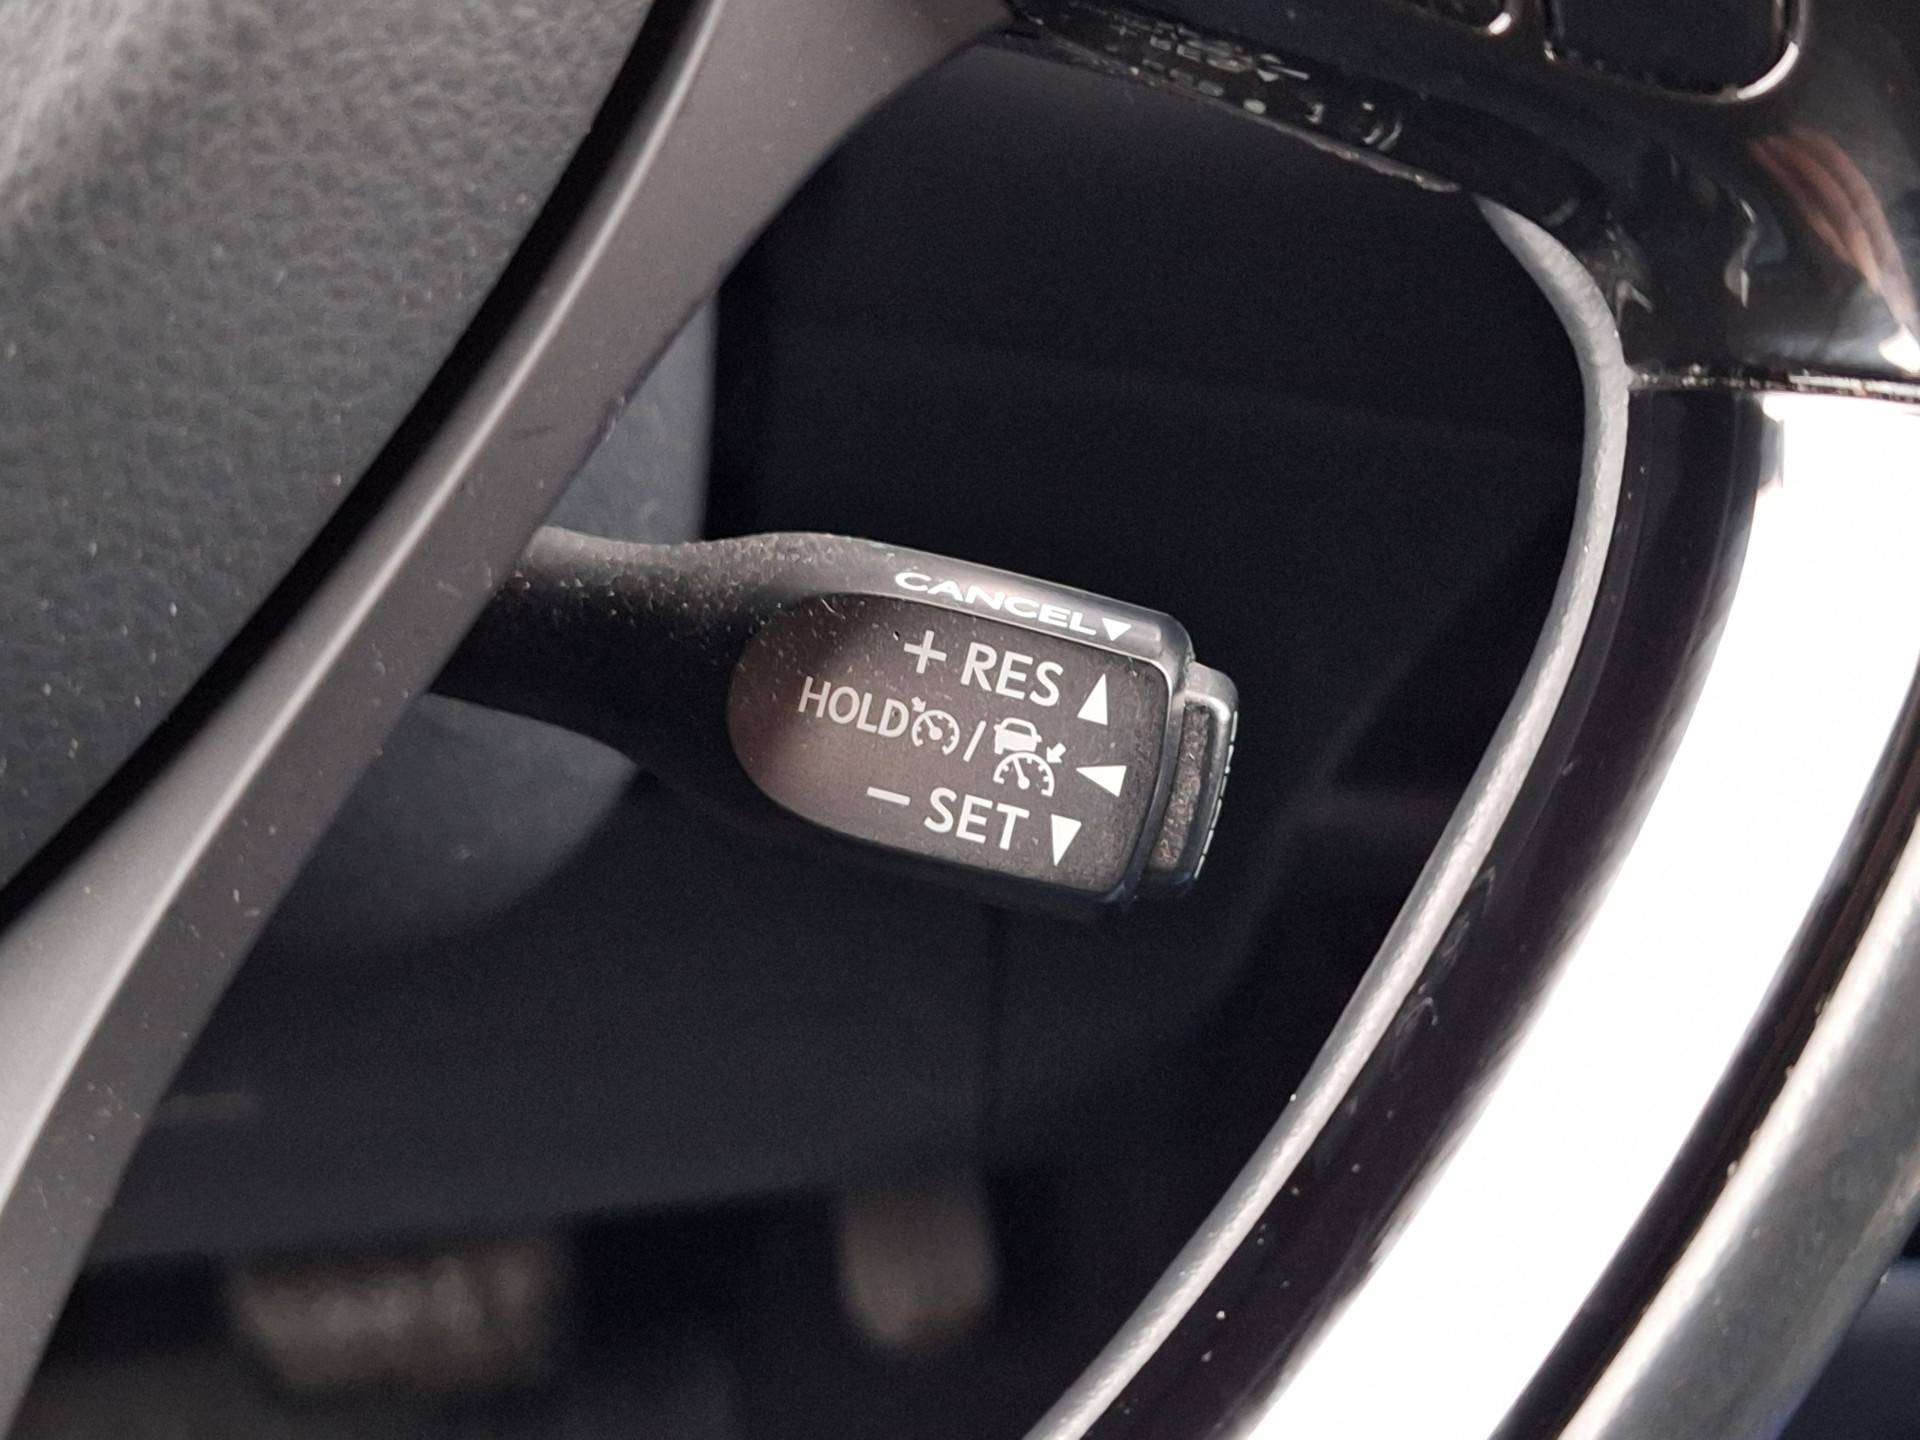 CANCEL▼
+ RES ▲
HOLD / ◀
− SET ▼